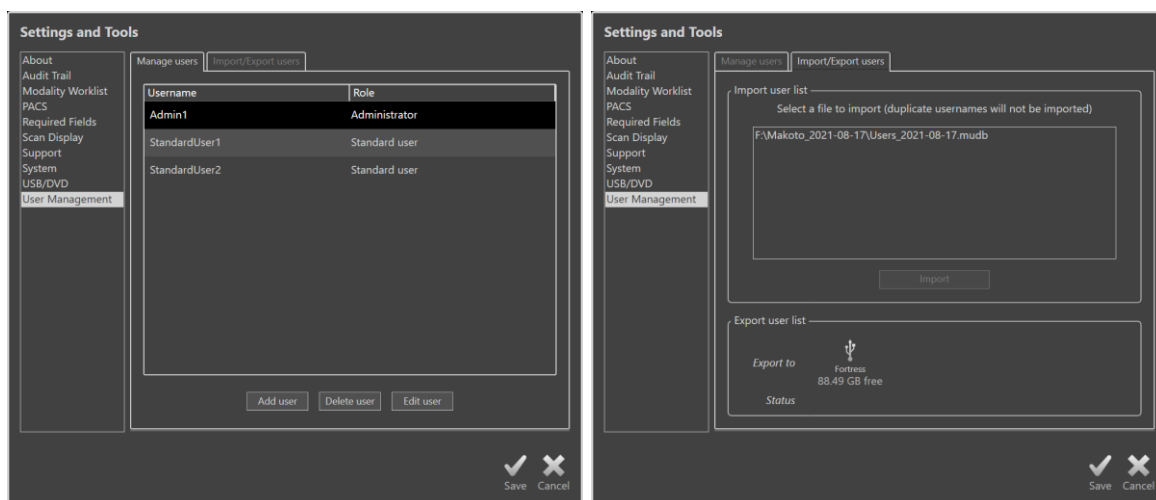 Settings and Tools
About
Audit Trail
Modality Worklist
PACS
Required Fields
Scan Display
Support
System
USB/DVD
User Management
Manage users
Import/Export users
Username Role
Admin1 Administrator
StandardUser1 Standard user
StandardUser2 Standard user
Add user Delete user Edit user
Save Cancel
Settings and Tools
About
Audit Trail
Modality Worklist
PACS
Required Fields
Scan Display
Support
System
USB/DVD
User Management
Manage users
Import/Export users
Import user list
Select a file to import (duplicate usernames will not be imported)
F:\Makoto_2021-08-17\Users_2021-08-17.mudb
Import
Export user list
Export to
Fortress
88.49 GB free
Status
Save Cancel